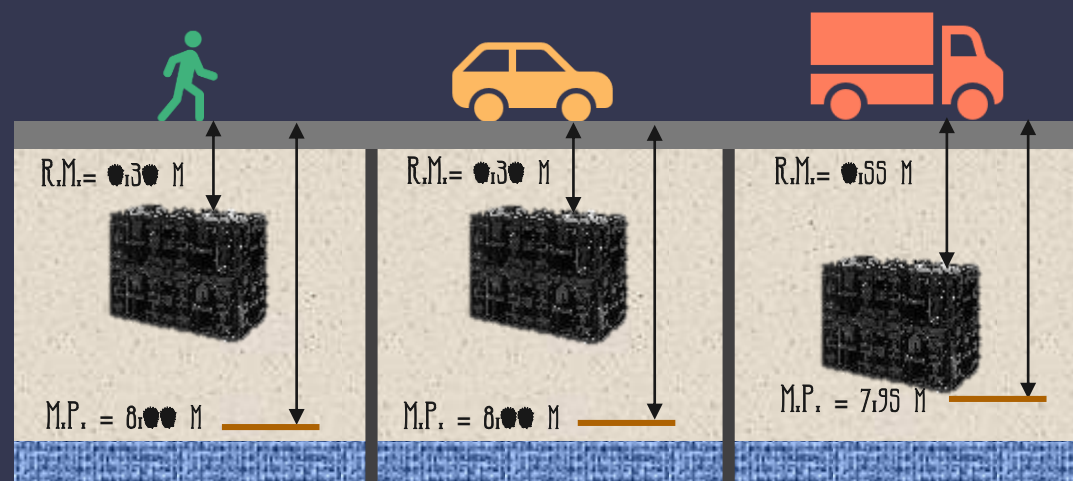 R.M.= 0,30 M
M.P. = 8,00 M
R.M.= 0,30 M
M.P. = 8,00 M
R.M.= 0,55 M
M.P. = 7,95 M